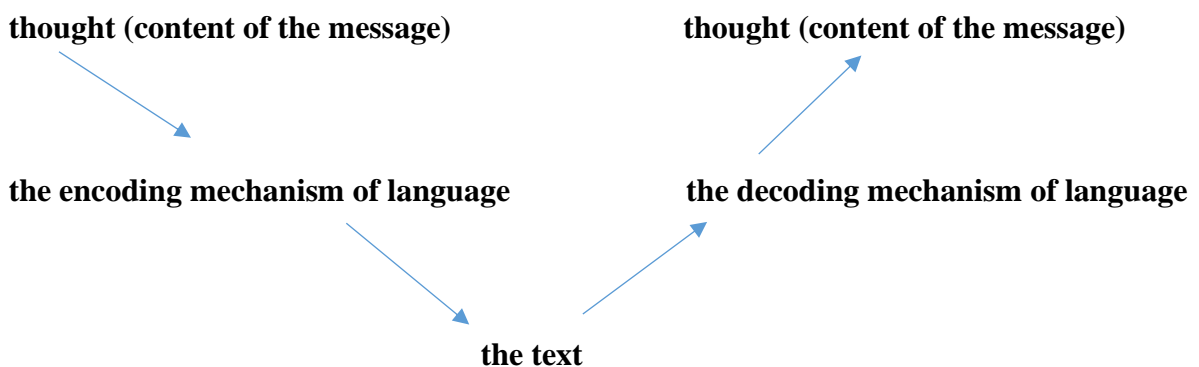 thought (content of the message) thought (content of the message)
the encoding mechanism of language the decoding mechanism of language
the text